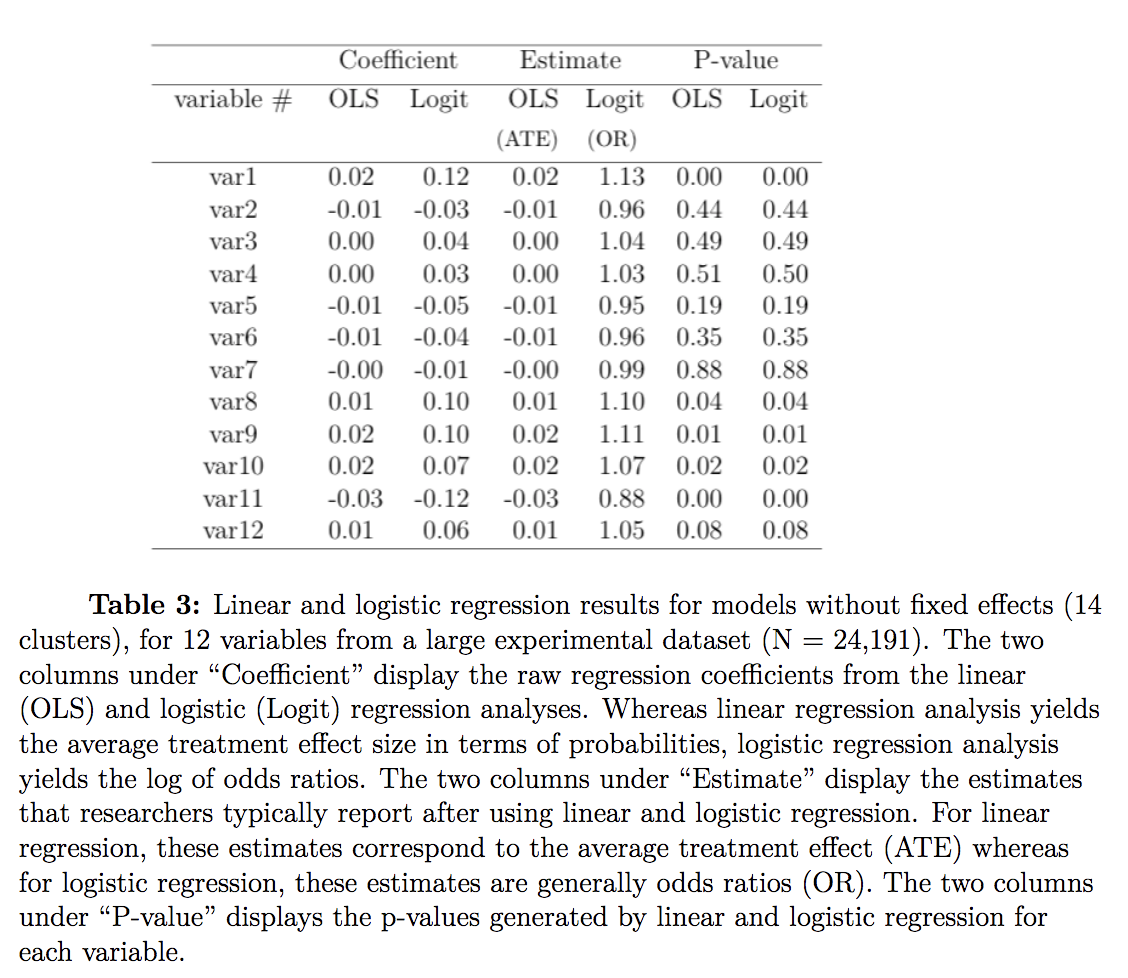 Coefficient Estimate P-value
variable # OLS Logit OLS Logit OLS Logit
(ATE) (OR)
var1 0.02 0.12 0.02 1.13 0.00 0.00
var2 -0.01 -0.03 -0.01 0.96 0.44 0.44
var3 0.00 0.04 0.00 1.04 0.49 0.49
var4 0.00 0.03 0.00 1.03 0.51 0.50
var5 -0.01 -0.05 -0.01 0.95 0.19 0.19
var6 -0.01 -0.04 -0.01 0.96 0.35 0.35
var7 -0.00 -0.01 -0.00 0.99 0.88 0.88
var8 0.01 0.10 0.01 1.10 0.04 0.04
var9 0.02 0.10 0.02 1.11 0.01 0.01
var10 0.02 0.07 0.02 1.07 0.02 0.02
var11 -0.03 -0.12 -0.03 0.88 0.00 0.00
var12 0.01 0.06 0.01 1.05 0.08 0.08
Table 3: Linear and logistic regression results for models without fixed effects (14
clusters), for 12 variables from a large experimental dataset (N = 24,191). The two
columns under “Coefficient” display the raw regression coefficients from the linear
(OLS) and logistic (Logit) regression analyses. Whereas linear regression analysis yields
the average treatment effect size in terms of probabilities, logistic regression analysis
yields the log of odds ratios. The two columns under “Estimate” display the estimates
that researchers typically report after using linear and logistic regression. For linear
regression, these estimates correspond to the average treatment effect (ATE) whereas
for logistic regression, these estimates are generally odds ratios (OR). The two columns
under “P-value” displays the p-values generated by linear and logistic regression for
each variable.